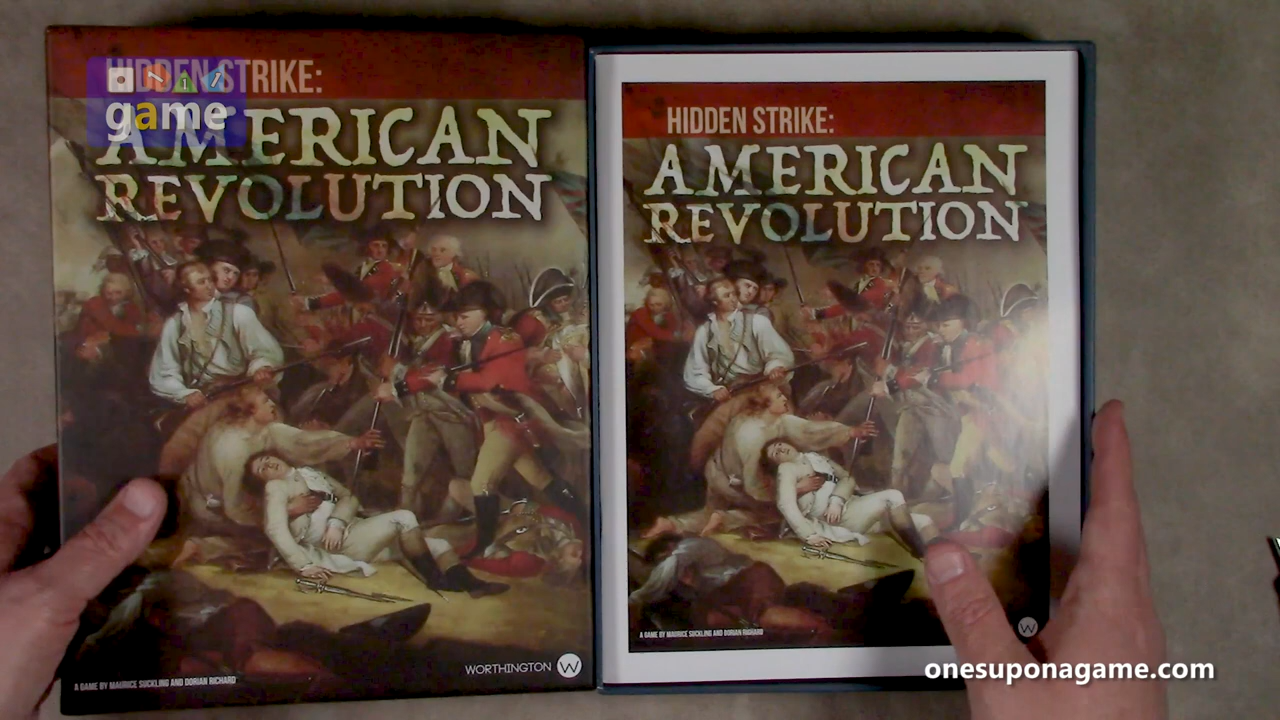 HIDDEN STRIKE:
game
AMERICAN
REVOLUTION
WORTHINGTON W
A GAME BY MAURICE SUCKLING AND DORIAN RICHARD
HIDDEN STRIKE:
AMERICAN
REVOLUTION
A GAME BY MAURICE SUCKLING AND DORIAN RICHARD
W
onesuponagame.com